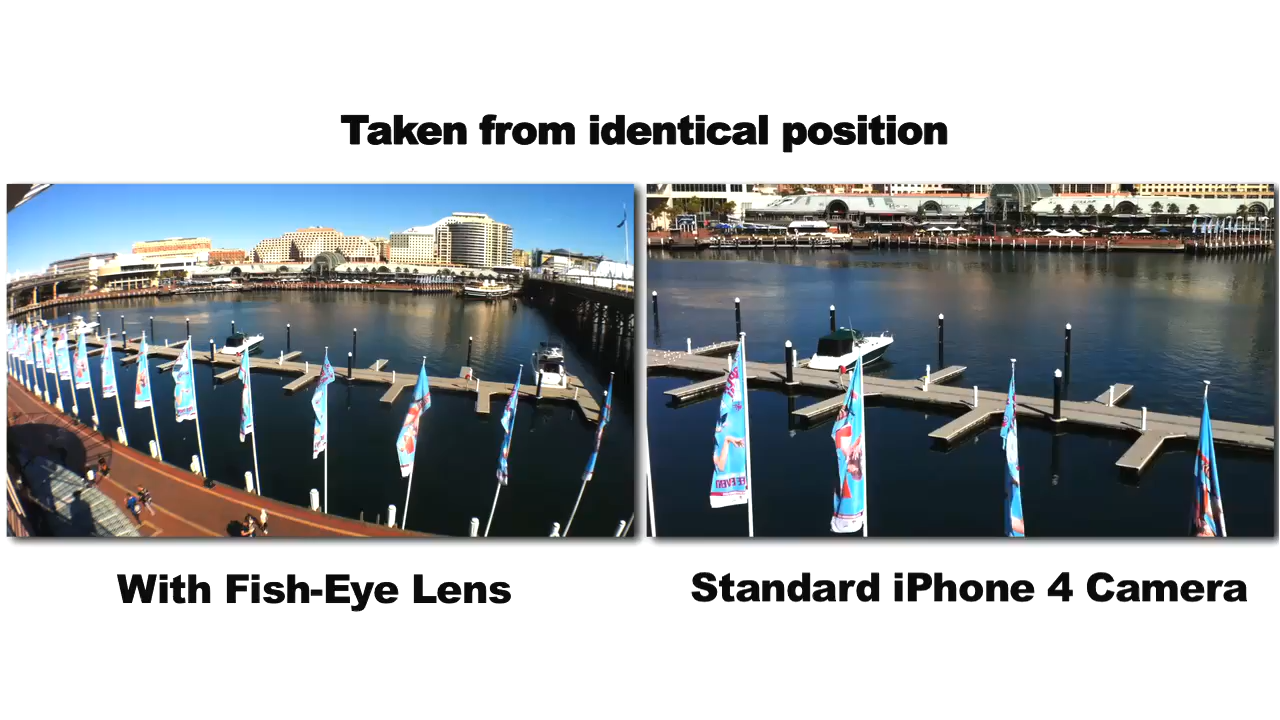 Taken from identical position
With Fish-Eye Lens
Standard iPhone 4 Camera